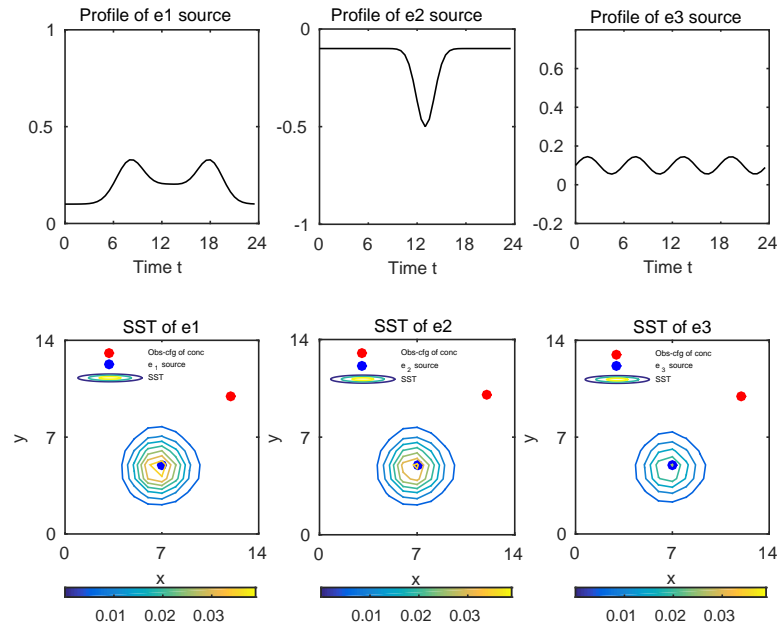 Profile of e1 source
1
0.5
0
0 6 12 18 24
Time t
Profile of e2 source
0
-0.5
-1
0 6 12 18 24
Time t
Profile of e3 source
0.6
0.4
0.2
0
-0.2
0 6 12 18 24
Time t
SST of e1
14
7
0
y
Obs-cfg of conc
e 1 source
SST
0 7 14
x
0.01 0.02 0.03
SST of e2
14
7
0
y
Obs-cfg of conc
e 2 source
SST
0 7 14
x
0.01 0.02 0.03
SST of e3
14
7
0
y
Obs-cfg of conc
e 3 source
SST
0 7 14
x
0.01 0.02 0.03